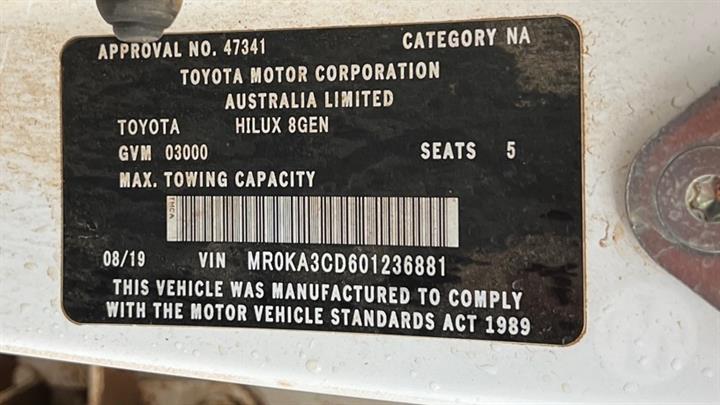 APPROVAL NO. 47341 CATEGORY NA
TOYOTA MOTOR CORPORATION
AUSTRALIA LIMITED
TOYOTA HILUX 8GEN
GVM 03000 SEATS 5
MAX. TOWING CAPACITY
TMCA
08/19 VIN MR0KA3CD601236881
THIS VEHICLE WAS MANUFACTURED TO COMPLY
WITH THE MOTOR VEHICLE STANDARDS ACT 1989